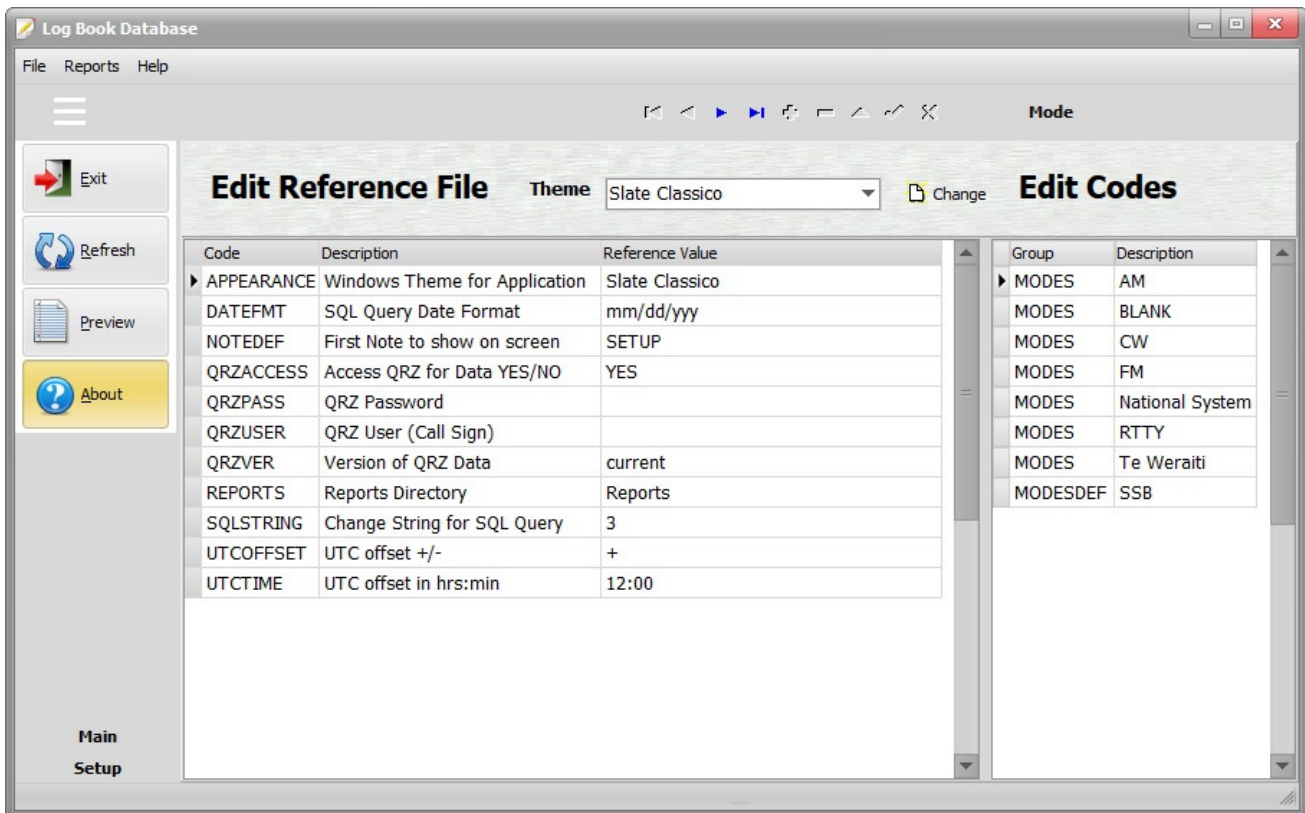 Log Book Database
File Reports Help
Mode
Exit
Refresh
Preview
About
Main
Setup
Edit Reference File Theme Slate Classico Change Edit Codes
Code Description Reference Value
APPEARANCE Windows Theme for Application Slate Classico
DATEFMT SQL Query Date Format mm/dd/yyy
NOTEDEF First Note to show on screen SETUP
QRZACCESS Access QRZ for Data YES/NO YES
QRZPASS QRZ Password
QRZUSER QRZ User (Call Sign)
QRZVER Version of QRZ Data current
REPORTS Reports Directory Reports
SQLSTRING Change String for SQL Query 3
UTCOFFSET UTC offset +/- +
UTCTIME UTC offset in hrs:min 12:00
Group Description
MODES AM
MODES BLANK
MODES CW
MODES FM
MODES National System
MODES RTTY
MODES Te Weraiti
MODESDEF SSB